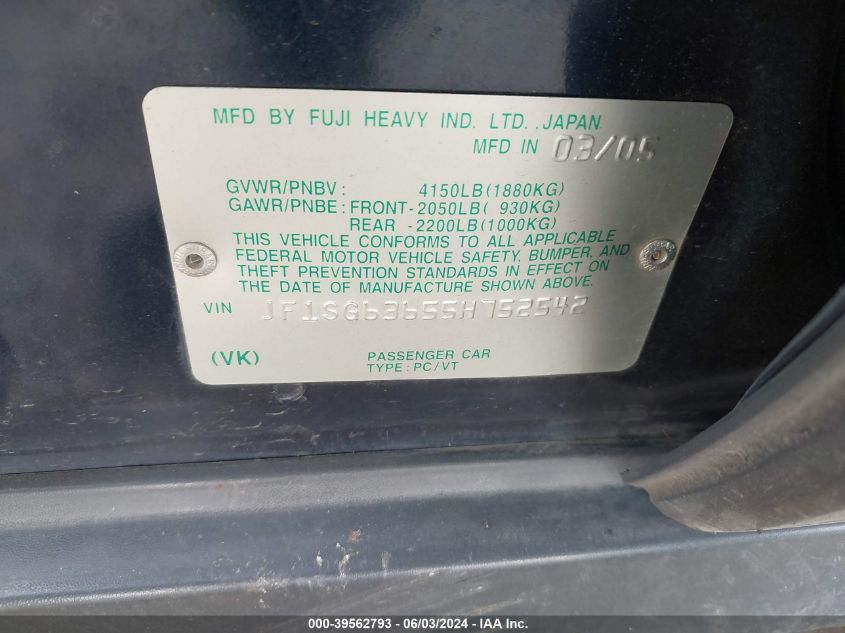 MFD BY FUJI HEAVY IND. LTD., JAPAN
MFD IN 03/05
GVWR/PNBV: 4150LB(1880KG)
GAWR/PNBE: FRONT-2050LB( 930KG)
REAR -2200LB(1000KG)
THIS VEHICLE CONFORMS TO ALL APPLICABLE
FEDERAL MOTOR VEHICLE SAFETY, BUMPER, AND
THEFT PREVENTION STANDARDS IN EFFECT ON
THE DATE OF MANUFACTURE SHOWN ABOVE.
VIN JF1SG63655H752542
(VK) PASSENGER CAR
TYPE: PC/VT
000-39562793 - 06/03/2024 - IAA Inc.